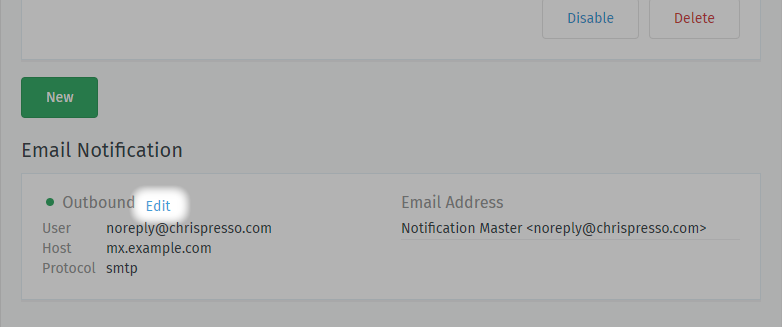 Disable Delete
New
Email Notification
Outbound Edit Email Address
User noreply@chrispresso.com Notification Master <noreply@chrispresso.com>
Host mx.example.com
Protocol smtp